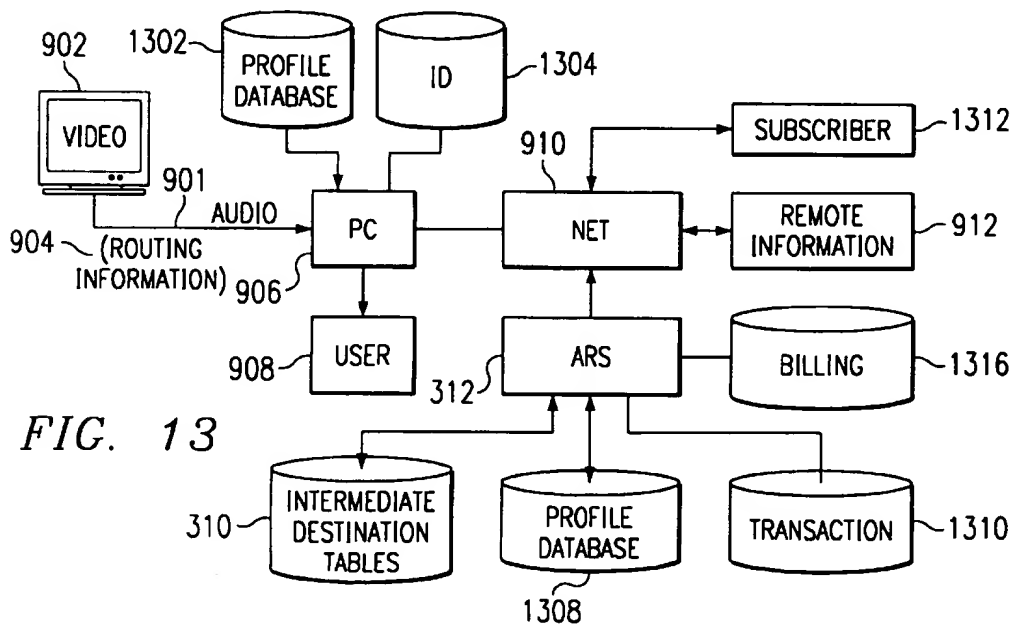 1302
902
PROFILE
DATABASE
ID
1304
VIDEO
901
AUDIO
904
(ROUTING
INFORMATION)
PC
906
USER
908
910
NET
SUBSCRIBER
1312
REMOTE
INFORMATION
912
ARS
312
BILLING
1316
FIG. 13
310
INTERMEDIATE
DESTINATION
TABLES
PROFILE
DATABASE
1308
TRANSACTION
1310